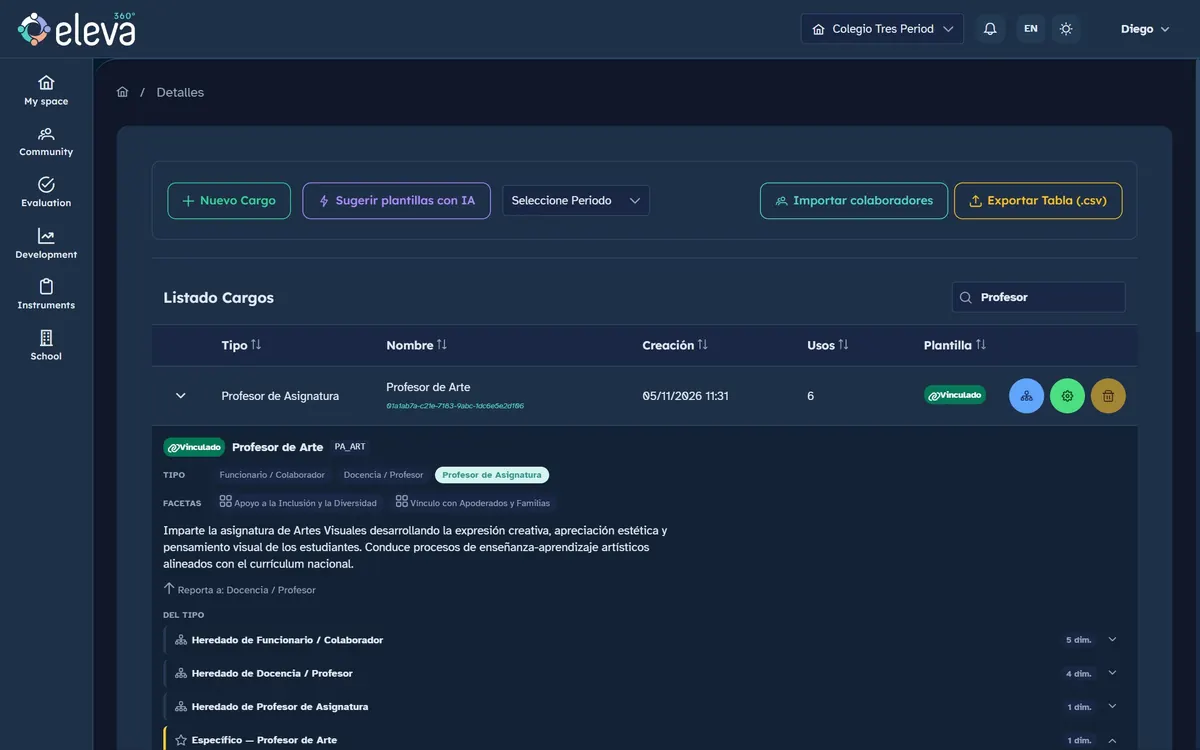 eleva 360°
Colegio Tres Period
EN
Diego
My space
Community
Evaluation
Development
Instruments
School
/ Detalles
Nuevo Cargo
Sugerir plantillas con IA
Seleccione Periodo
Importar colaboradores
Exportar Tabla (.csv)
Listado Cargos
Profesor
Tipo Nombre Creación Usos Plantilla
Profesor de Asignatura
Profesor de Arte
01a1ab7a-c21e-7183-9abc-1dc6e5e2d106
05/11/2026 11:31
6
Vinculado
Vinculado Profesor de Arte PA_ART
TIPO Funcionario / Colaborador Docencia / Profesor Profesor de Asignatura
FACETAS Apoyo a la Inclusión y la Diversidad Vínculo con Apoderados y Familias
Imparte la asignatura de Artes Visuales desarrollando la expresión creativa, apreciación estética y
pensamiento visual de los estudiantes. Conduce procesos de enseñanza-aprendizaje artísticos
alineados con el currículum nacional.
Reporta a: Docencia / Profesor
DEL TIPO
Heredado de Funcionario / Colaborador 5 dim.
Heredado de Docencia / Profesor 4 dim.
Heredado de Profesor de Asignatura 1 dim.
Específico — Profesor de Arte 1 dim.